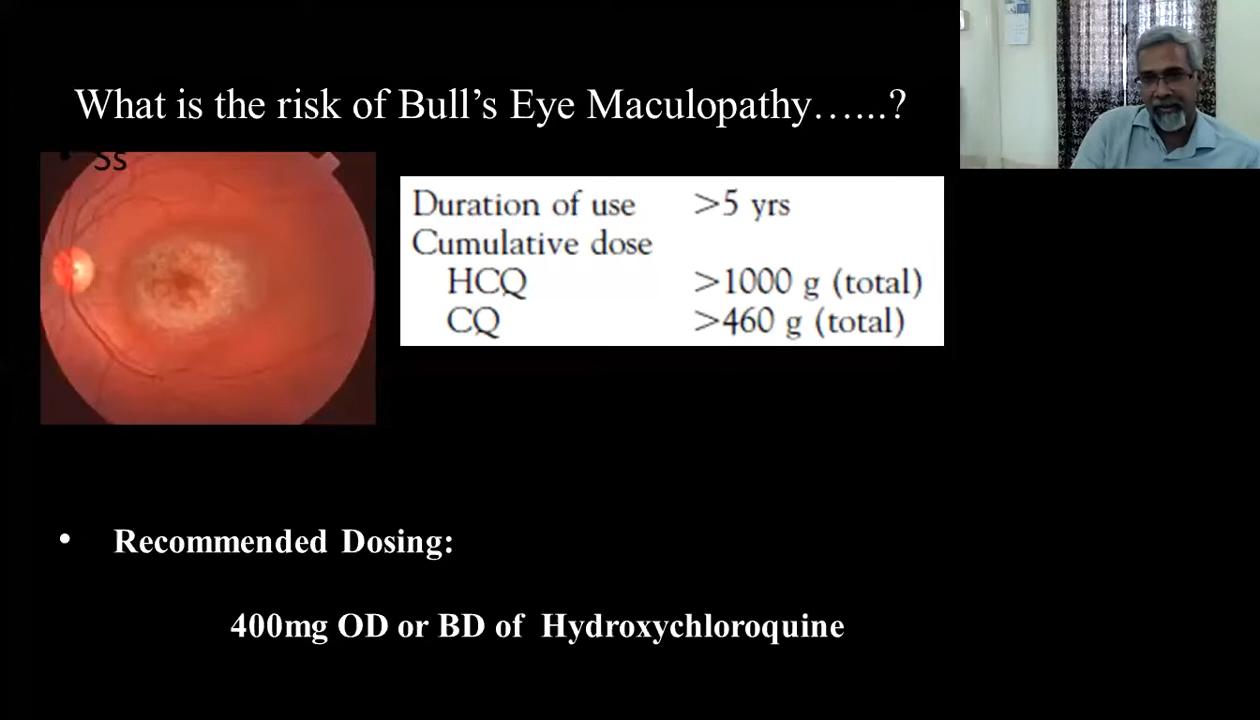 What is the risk of Bull’s Eye Maculopathy…...?
• Ss
Duration of use >5 yrs
Cumulative dose
HCQ >1000 g (total)
CQ >460 g (total)
• Recommended Dosing:
400mg OD or BD of Hydroxychloroquine